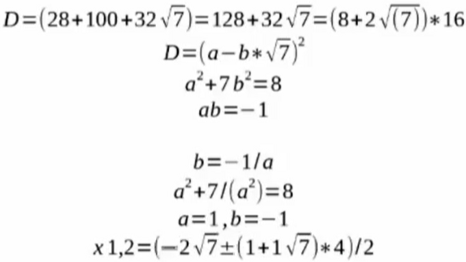 D=(28+100+32√7)=128+32√7=(8+2√(7))*16
D=(a−b*√7)²
a²+7b²=8
ab=−1
b=−1/a
a²+7/(a²)=8
a=1,b=−1
x1,2=(−2√7±(1+1√7)*4)/2